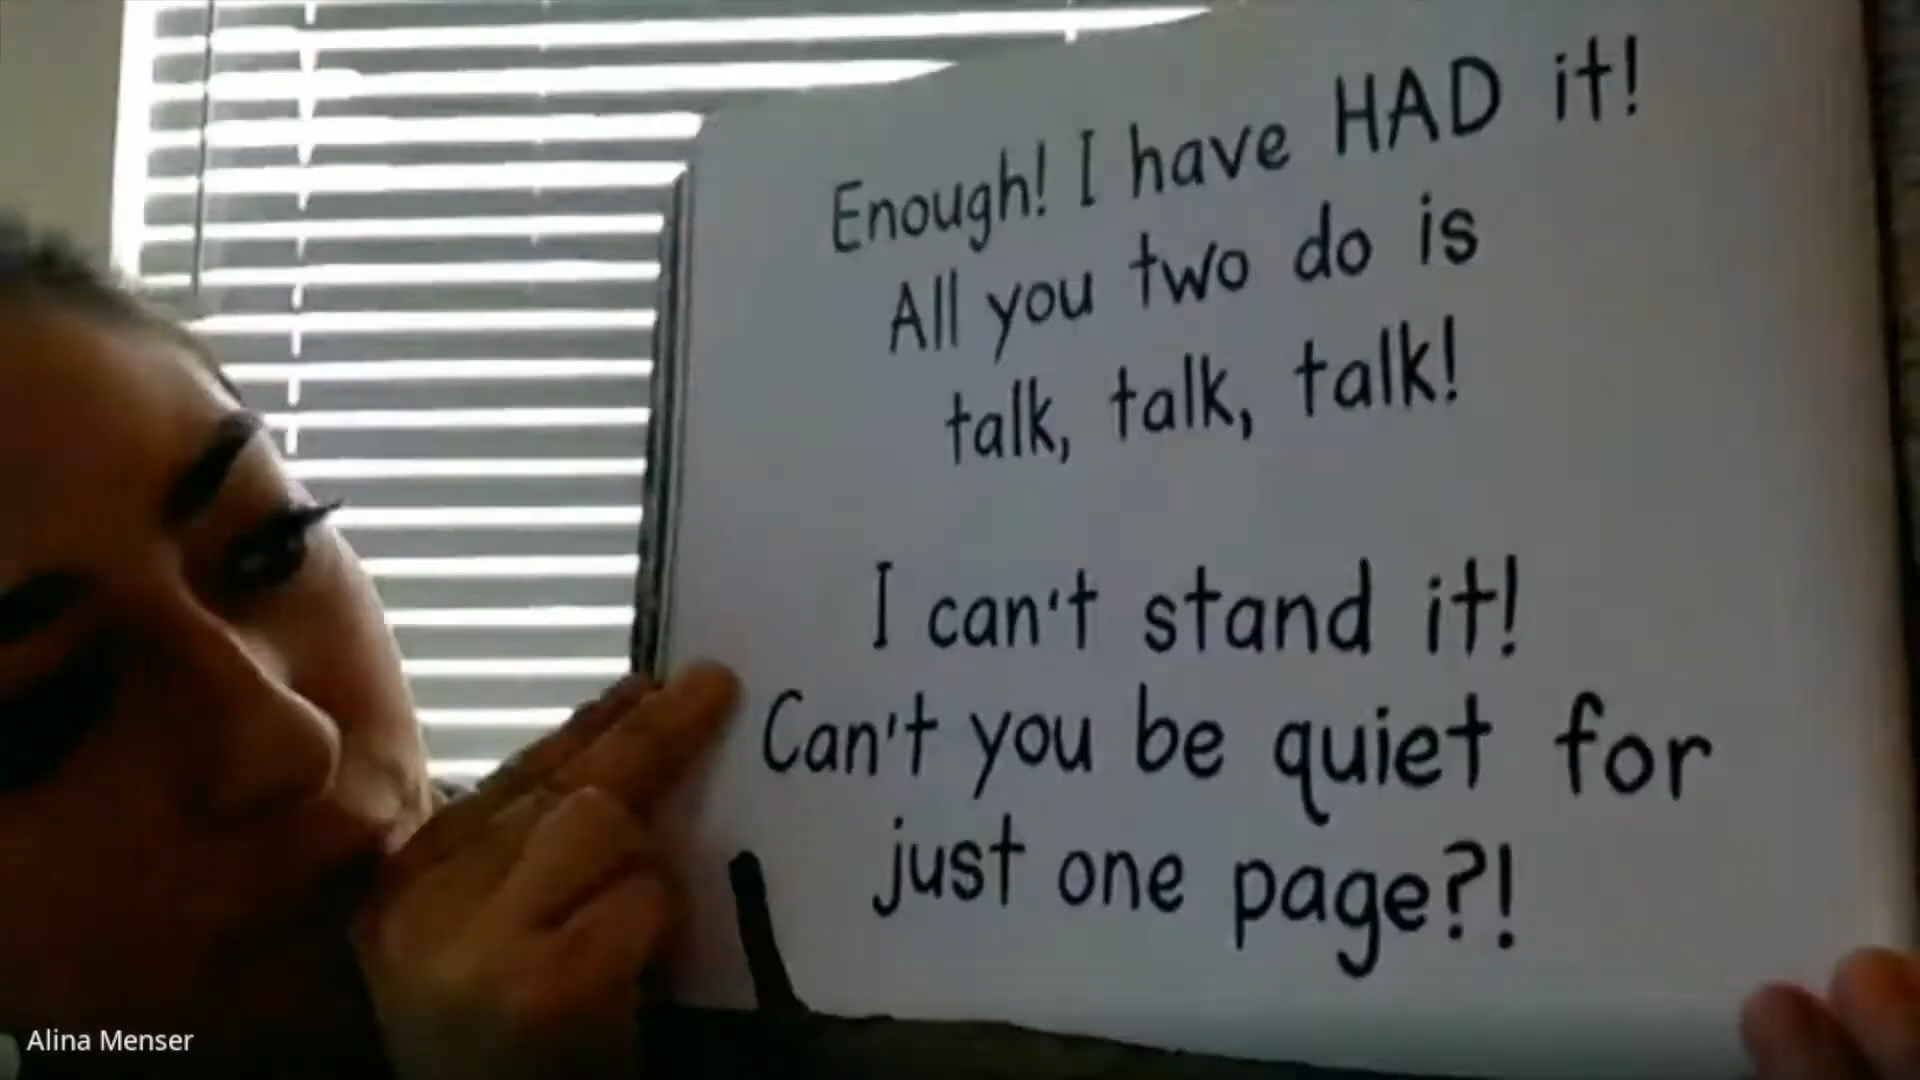 Enough! I have HAD it!
All you two do is
talk, talk, talk!
I can't stand it!
Can't you be quiet for
just one page?!
Alina Menser